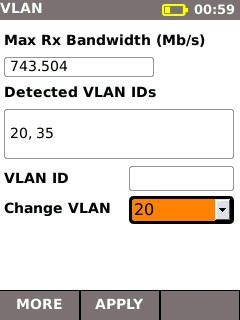 VLAN 00:59
Max Rx Bandwidth (Mb/s)
743.504
Detected VLAN IDs
20, 35
VLAN ID
Change VLAN 20
MORE APPLY